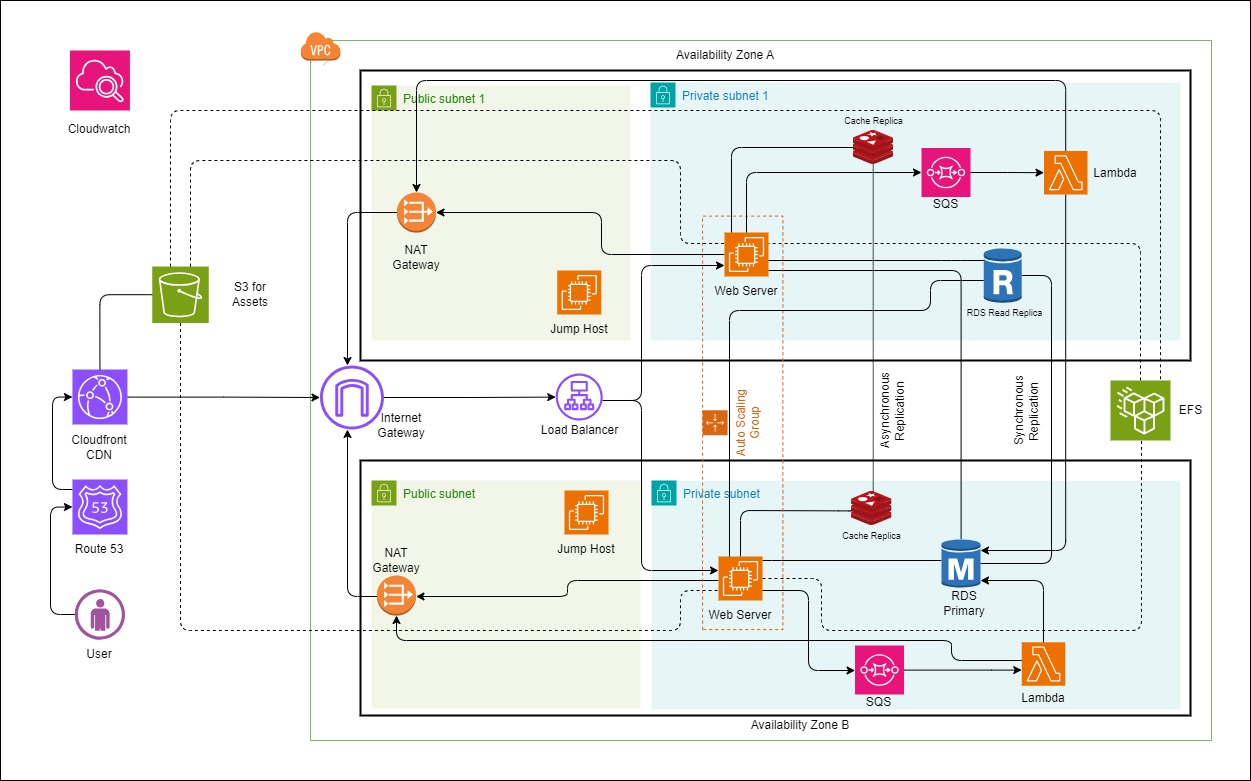 VPC
Availability Zone A
Cloudwatch
Public subnet 1
Private subnet 1
Cache Replica
SQS
Lambda
NAT
Gateway
S3 for
Assets
Jump Host
Web Server
R
RDS Read Replica
Cloudfront
CDN
Internet
Gateway
Load Balancer
Auto Scaling
Group
Asynchronous
Replication
Synchronous
Replication
EFS
53
Route 53
User
Public subnet
Private subnet
Jump Host
Cache Replica
NAT
Gateway
Web Server
M
RDS
Primary
SQS
Lambda
Availability Zone B